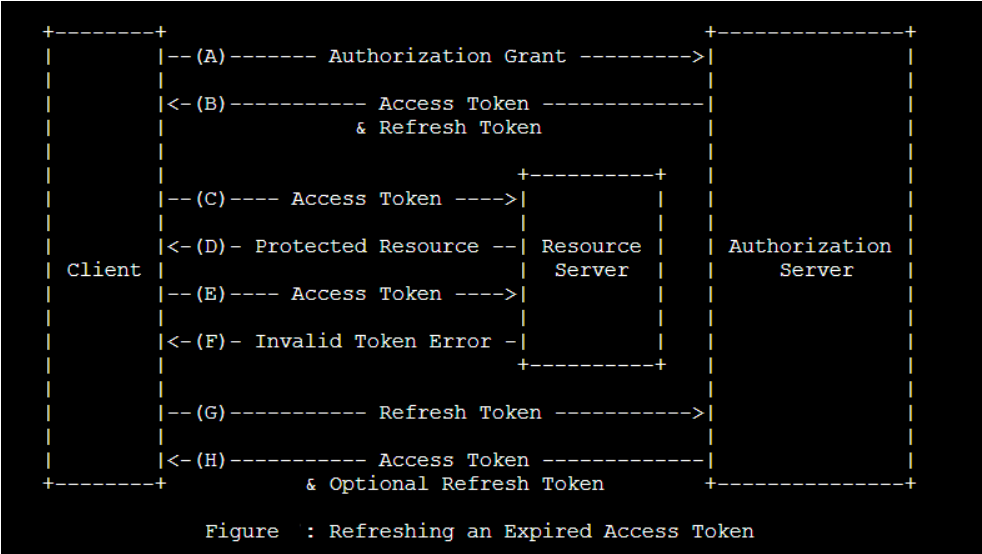 +--------+                                           +---------------+
|        |--(A)------- Authorization Grant --------->|               |
|        |                                           |               |
|        |<-(B)----------- Access Token -------------|               |
|        |               & Refresh Token             |               |
|        |                                           |               |
|        |                            +----------+   |               |
|        |--(C)---- Access Token ---->|          |   |               |
|        |                            |          |   |               |
|        |<-(D)- Protected Resource --| Resource |   | Authorization |
| Client |                            |  Server  |   |     Server    |
|        |--(E)---- Access Token ---->|          |   |               |
|        |                            |          |   |               |
|        |<-(F)- Invalid Token Error -|          |   |               |
|        |                            +----------+   |               |
|        |                                           |               |
|        |--(G)----------- Refresh Token ----------->|               |
|        |                                           |               |
|        |<-(H)----------- Access Token -------------|               |
+--------+           & Optional Refresh Token        +---------------+
Figure  : Refreshing an Expired Access Token